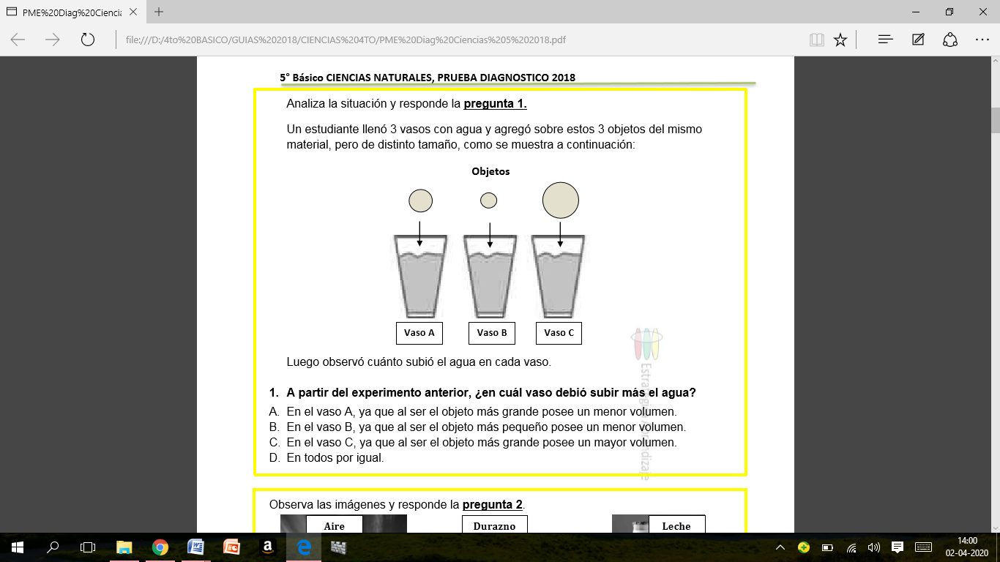 PME%20Diag%20Ciencia
file:///D:/4to%20BASICO/GUIAS%202018/CIENCIAS%204TO/PME%20Diag%20Ciencias%205%202018.pdf
5° Básico CIENCIAS NATURALES, PRUEBA DIAGNOSTICO 2018
Analiza la situación y responde la pregunta 1.
Un estudiante llenó 3 vasos con agua y agregó sobre estos 3 objetos del mismo
material, pero de distinto tamaño, como se muestra a continuación:
Objetos
Vaso A Vaso B Vaso C
Luego observó cuánto subió el agua en cada vaso.
1. A partir del experimento anterior, ¿en cuál vaso debió subir más el agua?
A. En el vaso A, ya que al ser el objeto más grande posee un menor volumen.
B. En el vaso B, ya que al ser el objeto más pequeño posee un menor volumen.
C. En el vaso C, ya que al ser el objeto más grande posee un mayor volumen.
D. En todos por igual.
Observa las imágenes y responde la pregunta 2.
Aire Durazno Leche
14:00
02-04-2020